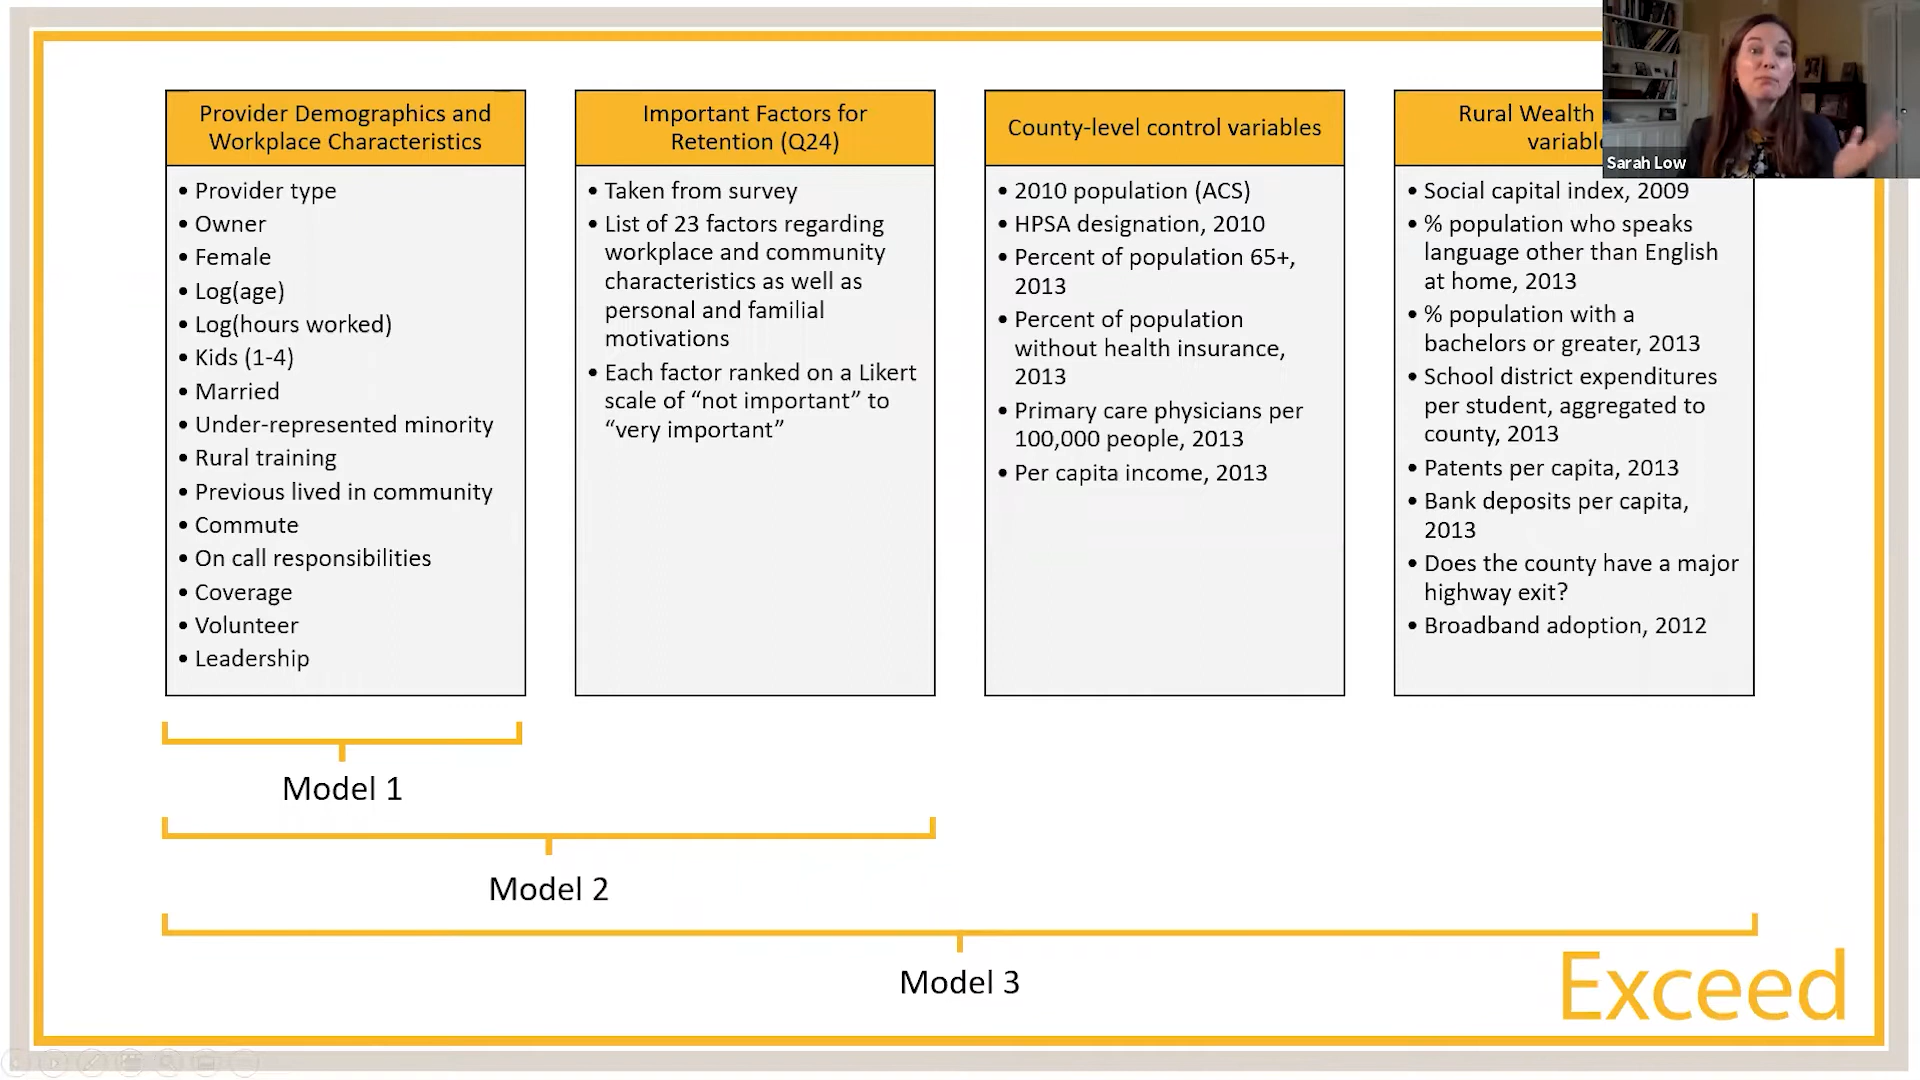 Provider Demographics and
Workplace Characteristics
• Provider type
• Owner
• Female
• Log(age)
• Log(hours worked)
• Kids (1-4)
• Married
• Under-represented minority
• Rural training
• Previous lived in community
• Commute
• On call responsibilities
• Coverage
• Volunteer
• Leadership
Important Factors for
Retention (Q24)
• Taken from survey
• List of 23 factors regarding
workplace and community
characteristics as well as
personal and familial
motivations
• Each factor ranked on a Likert
scale of “not important” to
“very important”
County-level control variables
• 2010 population (ACS)
• HPSA designation, 2010
• Percent of population 65+,
2013
• Percent of population
without health insurance,
2013
• Primary care physicians per
100,000 people, 2013
• Per capita income, 2013
Rural Wealth
Sarah Low
• Social capital index, 2009
• % population who speaks
language other than English
at home, 2013
• % population with a
bachelors or greater, 2013
• School district expenditures
per student, aggregated to
county, 2013
• Patents per capita, 2013
• Bank deposits per capita,
2013
• Does the county have a major
highway exit?
• Broadband adoption, 2012
Model 1
Model 2
Model 3
Exceed